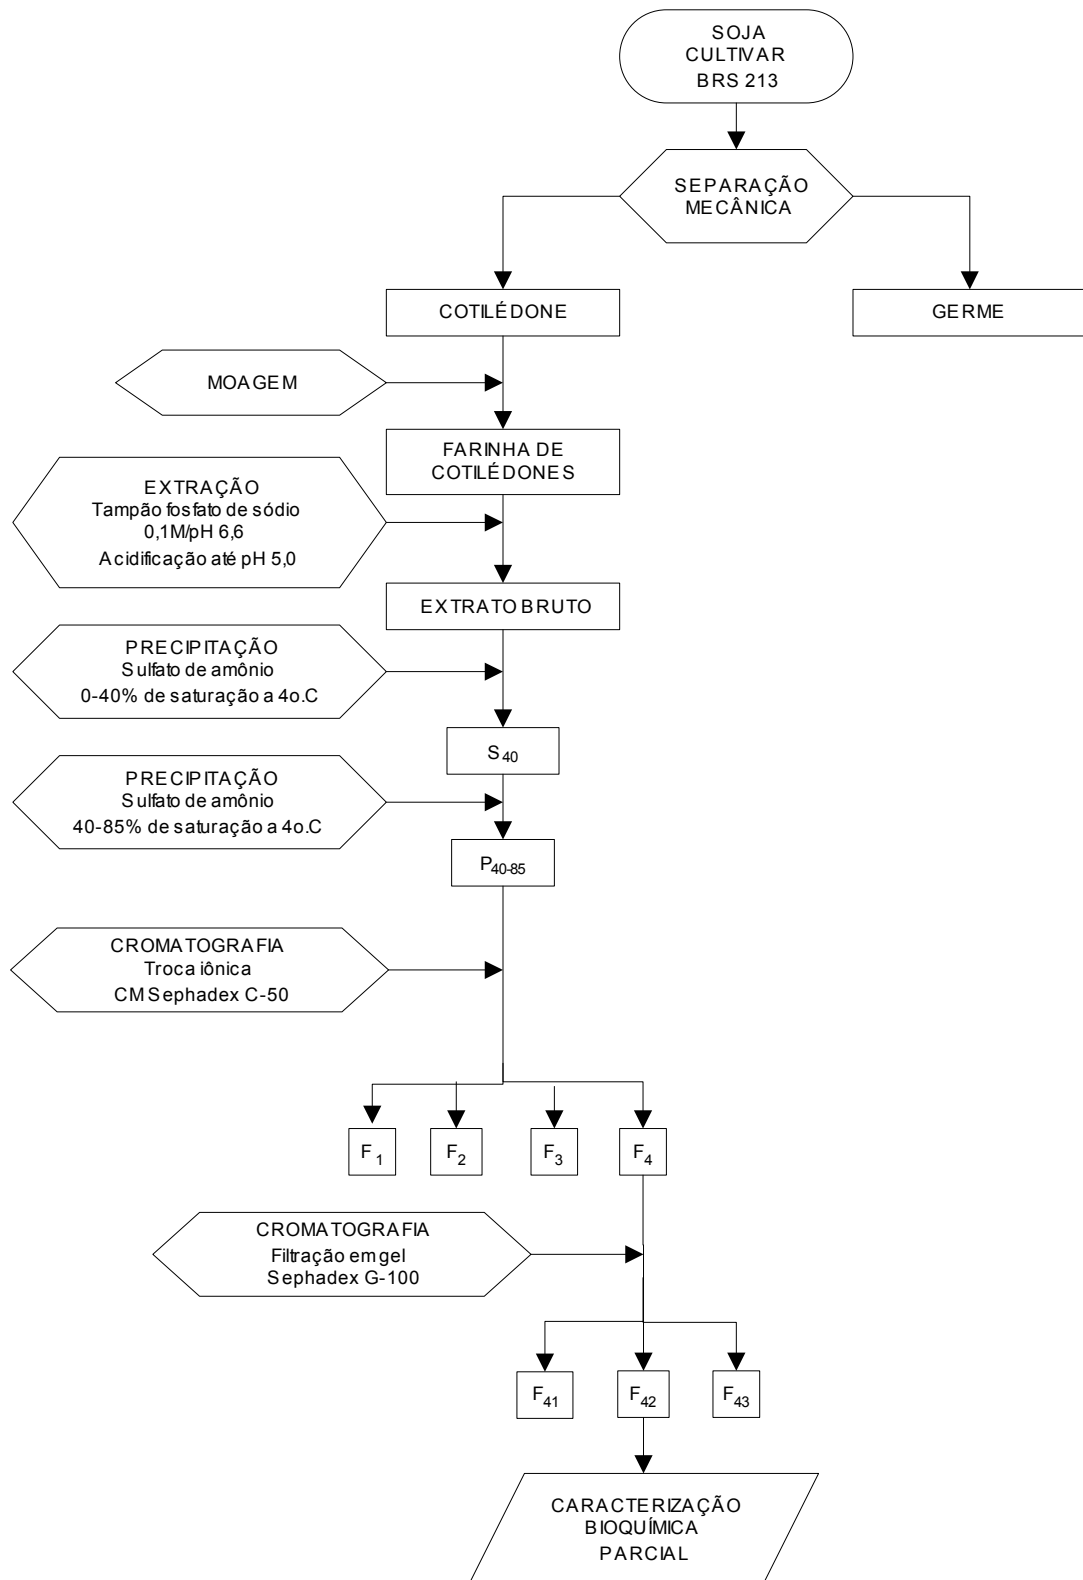 SOJA
CULTIVAR
BRS 213
SEPARAÇÃO
MECÂNICA
COTILÉDONE
GERME
MOAGEM
FARINHA DE
COTILÉDONES
EXTRAÇÃO
Tampão fosfato de sódio
0,1M/pH 6,6
Acidificação até pH 5,0
EXTRATO BRUTO
PRECIPITAÇÃO
Sulfato de amônio
0-40% de saturação a 4o.C
S40
PRECIPITAÇÃO
Sulfato de amônio
40-85% de saturação a 4o.C
P40-85
CROMATOGRAFIA
Troca iônica
CM Sephadex C-50
F1
F2
F3
F4
CROMATOGRAFIA
Filtração em gel
Sephadex G-100
F41
F42
F43
CARACTERIZAÇÃO
BIOQUÍMICA
PARCIAL